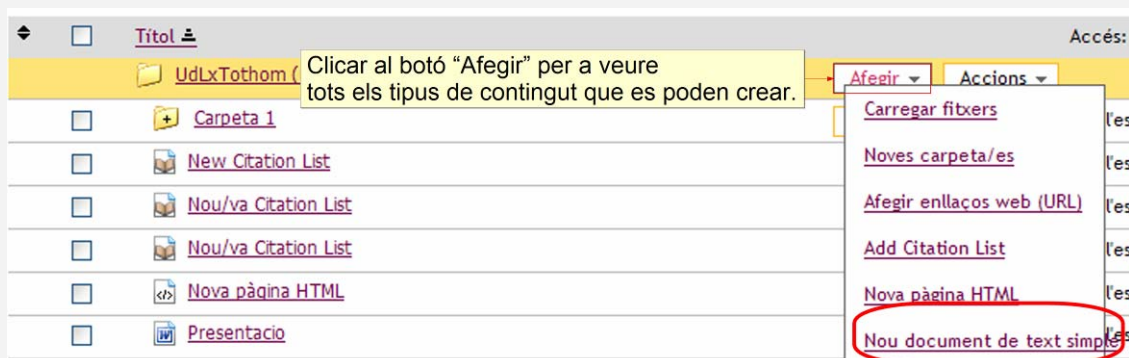 Títol
Accés:
UdLxTothom (
Clicar al botó “Afegir” per a veure
tots els tipus de contingut que es poden crear.
Afegir
Accions
Carpeta 1
Carregar fitxers
New Citation List
Noves carpeta/es
Nou/va Citation List
Afegir enllaços web (URL)
Nou/va Citation List
Add Citation List
Nova pàgina HTML
Nova pàgina HTML
Presentacio
Nou document de text simple